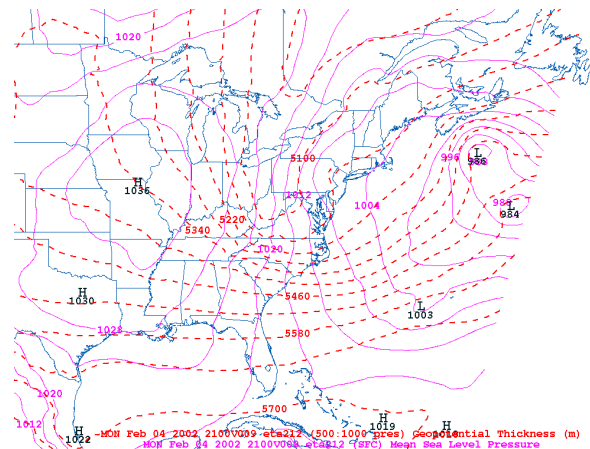 1020
5100
996
L
986
H
1036
1012
1004
988
L
984
5220
5340
1020
H
1030
5460
L
1003
1028
5580
1020
5700
1012
H
1022
H
1019
H
1018
-MON Feb 04 2002 2100V009 eta212 (500:1000 pres) Geopotential Thickness (m)
MON Feb 04 2002 2100V009 eta212 (SFC) Mean Sea Level Pressure